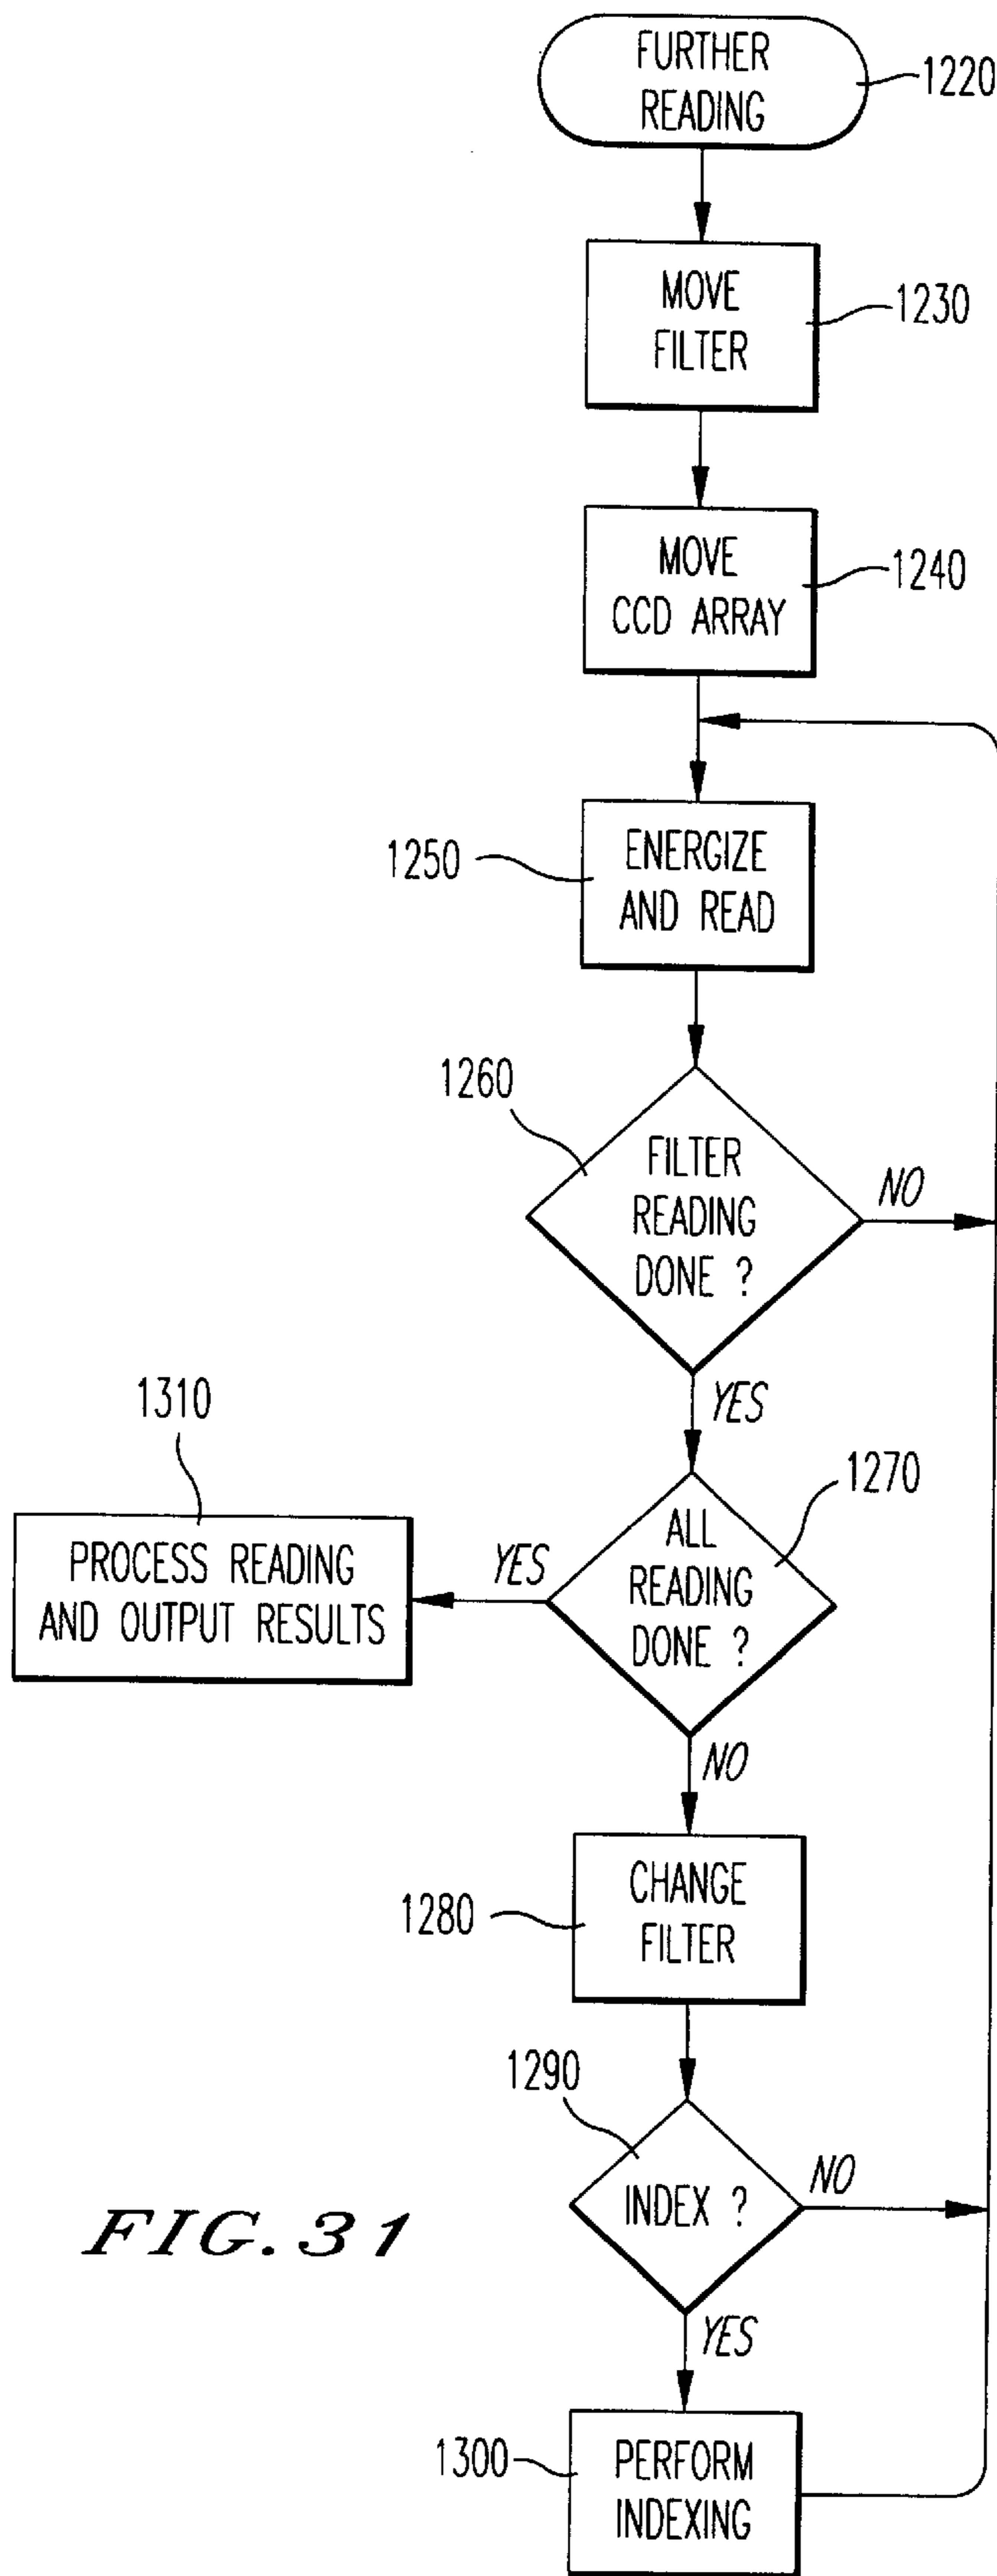 FURTHER
READING
1220
MOVE
FILTER
1230
MOVE
CCD ARRAY
1240
1250
ENERGIZE
AND READ
1260
FILTER
READING
DONE ?
NO
YES
1310
PROCESS READING
AND OUTPUT RESULTS
YES
ALL
READING
DONE ?
1270
NO
1280
CHANGE
FILTER
1290
INDEX ?
NO
YES
FIG. 31
1300
PERFORM
INDEXING